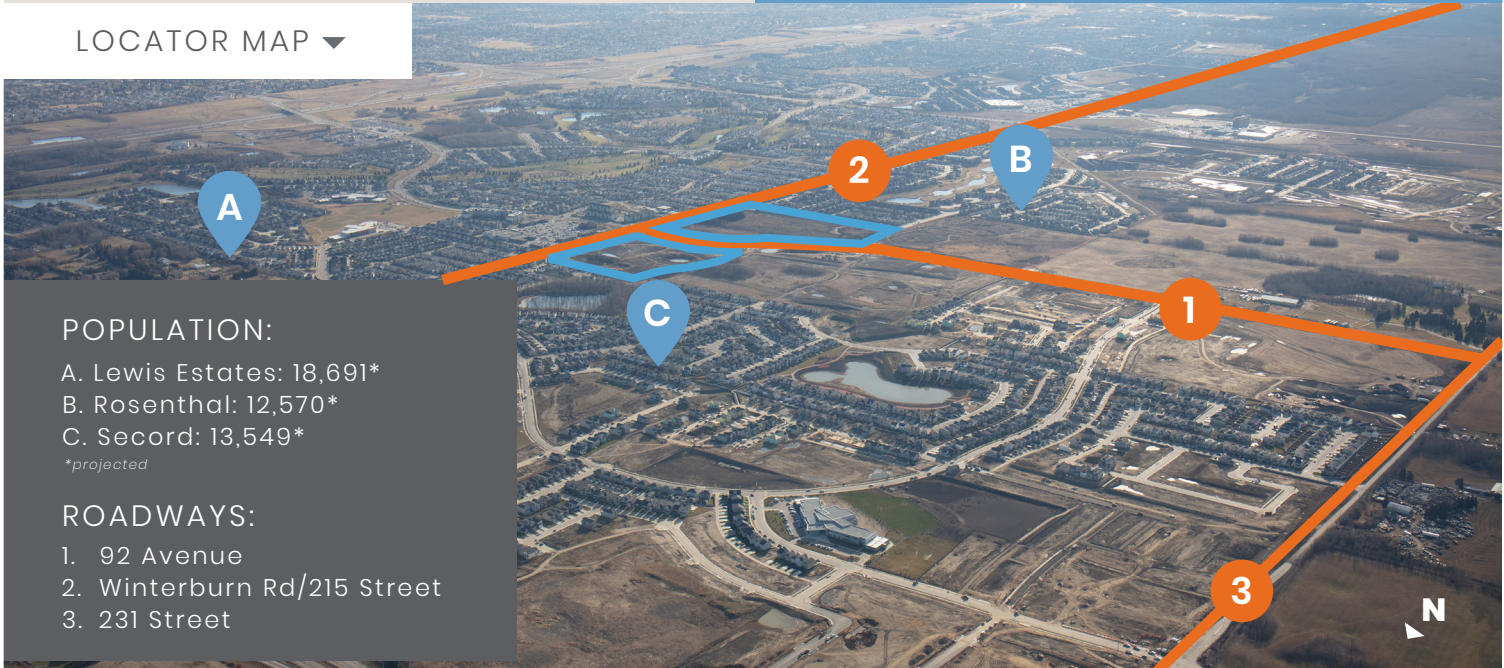 LOCATOR MAP
A
B
C
2
1
3
N
POPULATION:
A. Lewis Estates: 18,691*
B. Rosenthal: 12,570*
C. Secord: 13,549*
*projected
ROADWAYS:
1. 92 Avenue
2. Winterburn Rd/215 Street
3. 231 Street